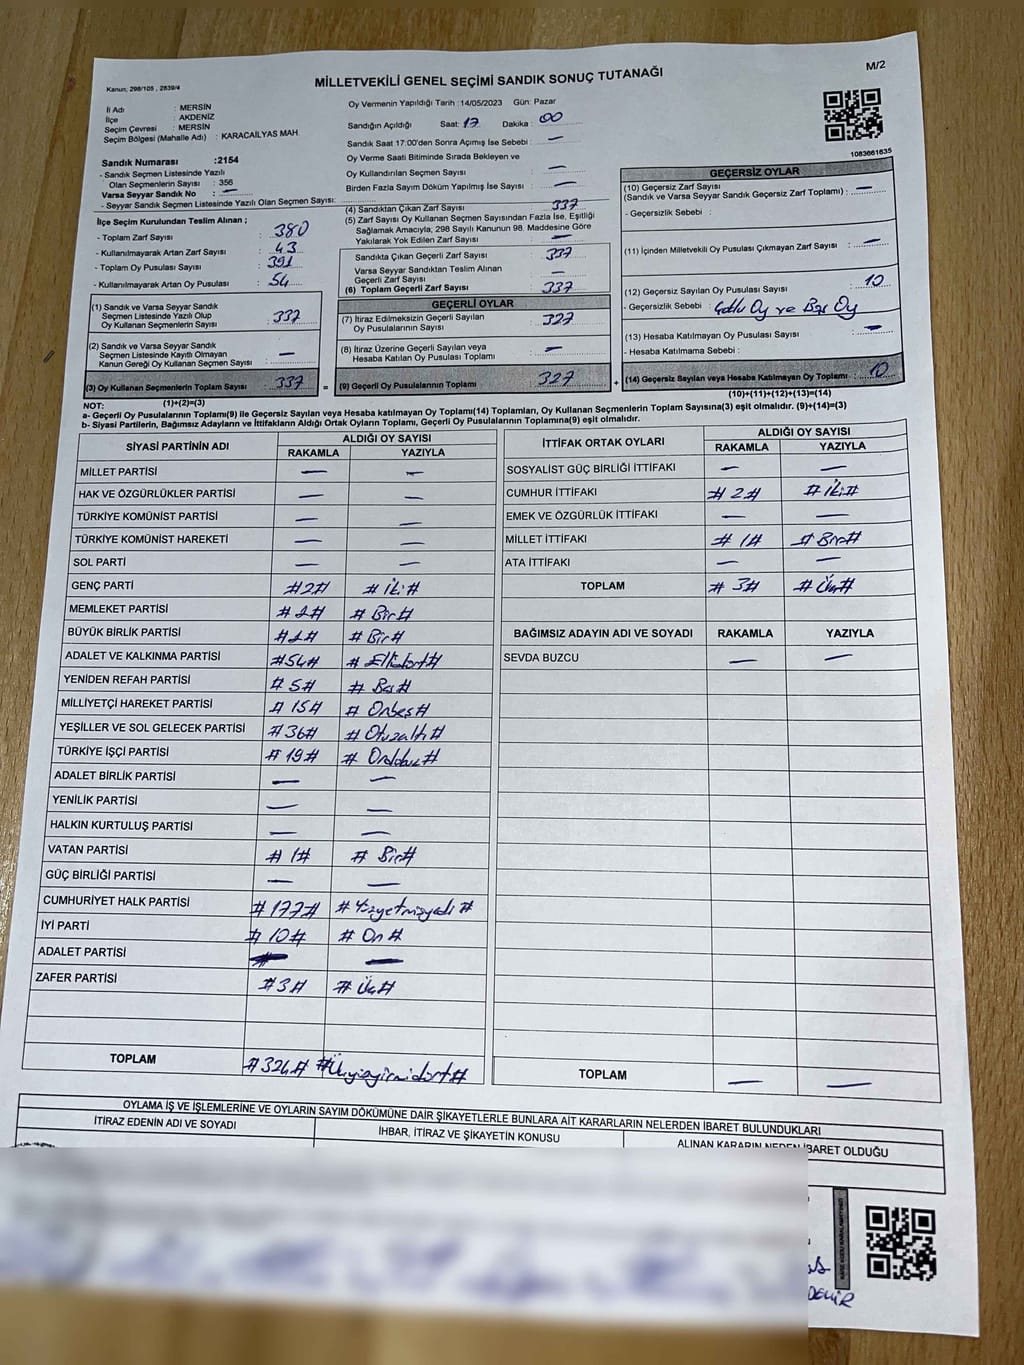 MİLLETVEKİLİ GENEL SEÇİMİ SANDIK SONUÇ TUTANAĞI
M/2
Kanun: 298/105 , 2839/4
İl Adı : MERSİN
İlçe : AKDENİZ
Seçim Çevresi : MERSİN
Seçim Bölgesi (Mahalle Adı) : KARACAİLYAS MAH.
Sandık Numarası :2154
- Sandık Seçmen Listesinde Yazılı
Olan Seçmenlerin Sayısı : 356
Varsa Seyyar Sandık No : —
- Seyyar Sandık Seçmen Listesinde Yazılı Olan Seçmen Sayısı:
Oy Vermenin Yapıldığı Tarih :14/05/2023 Gün: Pazar
Sandığın Açıldığı Saat: 17 Dakika : 00
Sandık Saat 17:00'den Sonra Açımış İse Sebebi : —
Oy Verme Saati Bitiminde Sırada Bekleyen ve
Oy Kullandırılan Seçmen Sayısı : —
Birden Fazla Sayım Döküm Yapılmış İse Sayısı : —
1083661635
İlçe Seçim Kurulundan Teslim Alınan ;
- Toplam Zarf Sayısı : 380
- Kullanılmayarak Artan Zarf Sayısı : 43
- Toplam Oy Pusulası Sayısı : 391
- Kullanılmayarak Artan Oy Pusulası : 54
(1) Sandık ve Varsa Seyyar Sandık
Seçmen Listesinde Yazılı Olup
Oy Kullanan Seçmenlerin Sayısı : 337
(2) Sandık ve Varsa Seyyar Sandık
Seçmen Listesinde Kayıtlı Olmayan
Kanun Gereği Oy Kullanan Seçmen Sayısı : —
(3) Oy Kullanan Seçmenlerin Toplam Sayısı : 337 =
(1)+(2)=(3)
(4) Sandıktan Çıkan Zarf Sayısı : 337
(5) Zarf Sayısı Oy Kullanan Seçmen Sayısından Fazla İse, Eşitliği
Sağlamak Amacıyla, 298 Sayılı Kanunun 98. Maddesine Göre
Yakılarak Yok Edilen Zarf Sayısı : —
Sandıkta Çıkan Geçerli Zarf Sayısı : 337
Varsa Seyyar Sandıktan Teslim Alınan
Geçerli Zarf Sayısı : —
(6) Toplam Geçerli Zarf Sayısı : 337
GEÇERLİ OYLAR
(7) İtiraz Edilmeksizin Geçerli Sayılan
Oy Pusulalarının Sayısı : 327
(8) İtiraz Üzerine Geçerli Sayılan veya
Hesaba Katılan Oy Pusulası Toplamı : —
(9) Geçerli Oy Pusulalarının Toplamı : 327 +
GEÇERSİZ OYLAR
(10) Geçersiz Zarf Sayısı
(Sandık ve Varsa Seyyar Sandık Geçersiz Zarf Toplamı) : —
- Geçersizlik Sebebi :
(11) İçinden Milletvekili Oy Pusulası Çıkmayan Zarf Sayısı : —
(12) Geçersiz Sayılan Oy Pusulası Sayısı : 10
- Geçersizlik Sebebi : Çoklu Oy ve Boş Oy
(13) Hesaba Katılmayan Oy Pusulası Sayısı : —
- Hesaba Katılmama Sebebi :
(14) Geçersiz Sayılan veya Hesaba Katılmayan Oy Toplamı : 10
(10)+(11)+(12)+(13)=(14)
NOT:
a- Geçerli Oy Pusulalarının Toplamı(9) ile Geçersiz Sayılan veya Hesaba katılmayan Oy Toplamı(14) Toplamları, Oy Kullanan Seçmenlerin Toplam Sayısına(3) eşit olmalıdır. (9)+(14)=(3)
b- Siyasi Partilerin, Bağımsız Adayların ve İttifakların Aldığı Oyların Toplamı, Geçerli Oy Pusulalarının Toplamına(9) eşit olmalıdır.
SİYASİ PARTİNİN ADI ALDIĞI OY SAYISI
RAKAMLA YAZIYLA
MİLLET PARTİSİ — —
HAK VE ÖZGÜRLÜKLER PARTİSİ — —
TÜRKİYE KOMÜNİST PARTİSİ — —
TÜRKİYE KOMÜNİST HAREKETİ — —
SOL PARTİ — —
GENÇ PARTİ #2# #İki#
MEMLEKET PARTİSİ #1# #Bir#
BÜYÜK BİRLİK PARTİSİ #1# #Bir#
ADALET VE KALKINMA PARTİSİ #54# #Ellidört#
YENİDEN REFAH PARTİSİ #5# #Beş#
MİLLİYETÇİ HAREKET PARTİSİ #15# #Onbeş#
YEŞİLLER VE SOL GELECEK PARTİSİ #36# #Otuzaltı#
TÜRKİYE İŞÇİ PARTİSİ #19# #Ondokuz#
ADALET BİRLİK PARTİSİ — —
YENİLİK PARTİSİ — —
HALKIN KURTULUŞ PARTİSİ — —
VATAN PARTİSİ #1# #Bir#
GÜÇ BİRLİĞİ PARTİSİ — —
CUMHURİYET HALK PARTİSİ #177# #Yüzyetmişyedi#
İYİ PARTİ #10# #On#
ADALET PARTİSİ — —
ZAFER PARTİSİ #3# #Üç#
TOPLAM #324# #Üçyüzyirmidört#
İTTİFAK ORTAK OYLARI ALDIĞI OY SAYISI
RAKAMLA YAZIYLA
SOSYALİST GÜÇ BİRLİĞİ İTTİFAKI — —
CUMHUR İTTİFAKI #2# #İki#
EMEK VE ÖZGÜRLÜK İTTİFAKI — —
MİLLET İTTİFAKI #1# #Bir#
ATA İTTİFAKI — —
TOPLAM #3# #Üç#
BAĞIMSIZ ADAYIN ADI VE SOYADI RAKAMLA YAZIYLA
SEVDA BUZCU — —
TOPLAM — —
OYLAMA İŞ VE İŞLEMLERİNE VE OYLARIN SAYIM DÖKÜMÜNE DAİR ŞİKAYETLERLE BUNLARA AİT KARARLARIN NELERDEN İBARET BULUNDUKLARI
İTİRAZ EDENİN ADI VE SOYADI İHBAR, İTİRAZ VE ŞİKAYETİN KONUSU ALINAN KARARIN NEDEN İBARET OLDUĞU